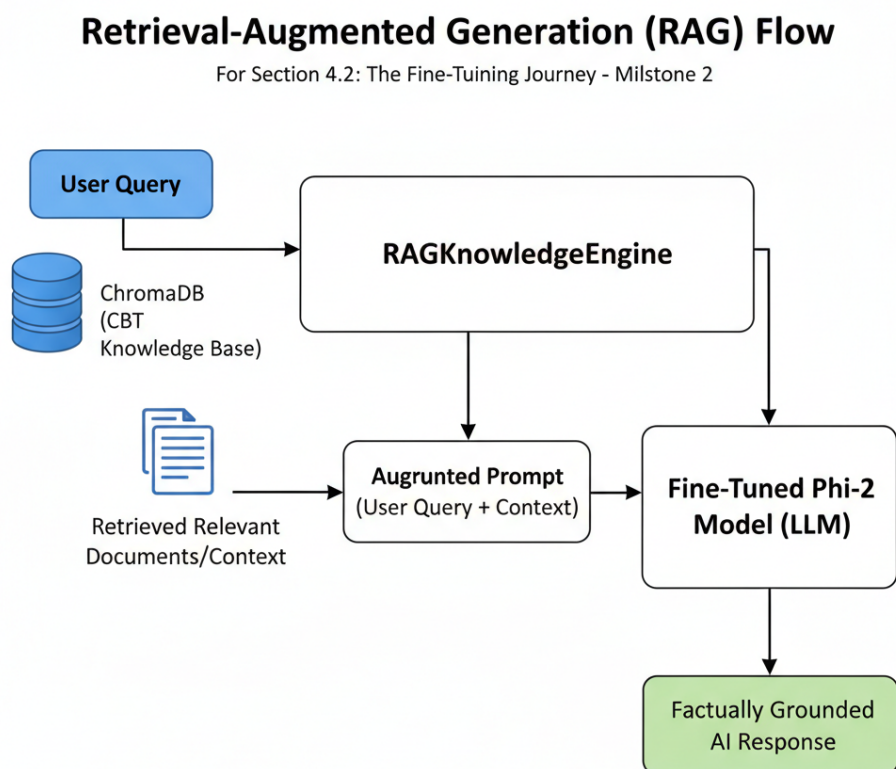 Retrieval-Augmented Generation (RAG) Flow
For Section 4.2: The Fine-Tuining Journey - Milstone 2
User Query
RAGKnowledgeEngine
ChromaDB
(CBT
Knowledge Base)
Augrunted Prompt
(User Query + Context)
Fine-Tuned Phi-2
Model (LLM)
Retrieved Relevant
Documents/Context
Factually Grounded
AI Response